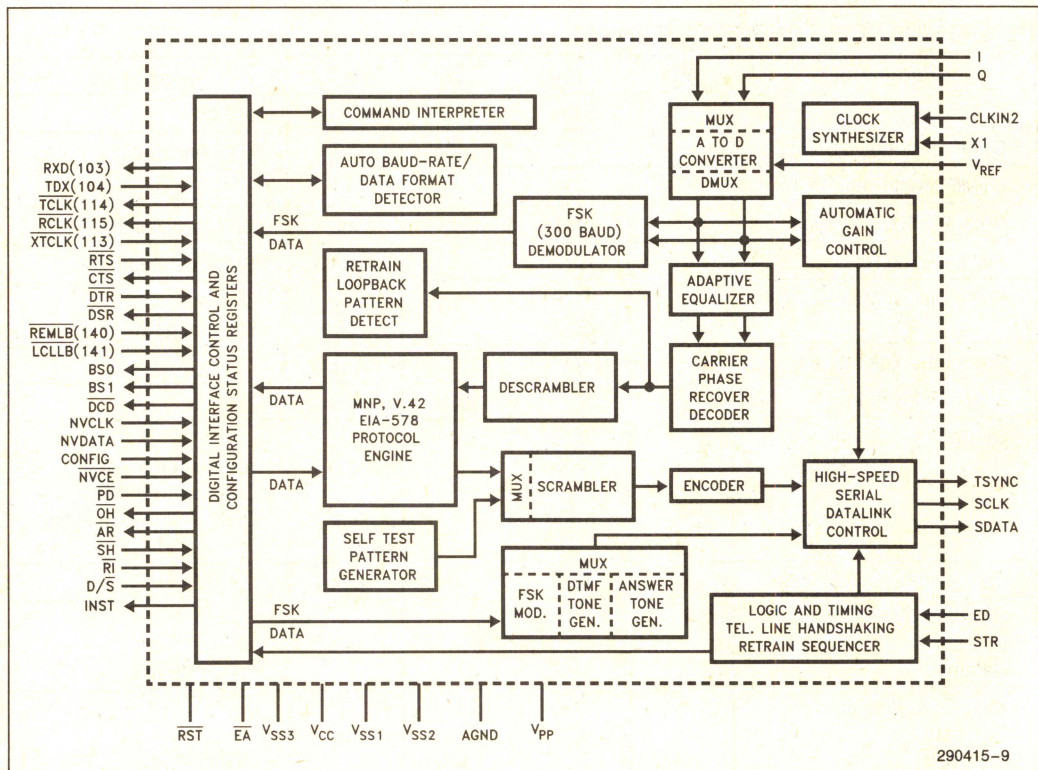 I
Q
CLKIN2
X1
VREF
RXD(103)
TDX(104)
TCLK(114)
RCLK(115)
XTCLK(113)
RTS
CTS
DTR
DSR
REMLB(140)
LCLLB(141)
BS0
BS1
DCD
NVCLK
NVDATA
CONFIG
NVCE
PD
OH
AR
SH
RI
D/S
INST
DIGITAL INTERFACE CONTROL AND
CONFIGURATION STATUS REGISTERS
COMMAND INTERPRETER
AUTO BAUD-RATE/
DATA FORMAT
DETECTOR
FSK
DATA
RETRAIN
LOOPBACK
PATTERN
DETECT
DATA
DATA
MNP, V.42
EIA-578
PROTOCOL
ENGINE
SELF TEST
PATTERN
GENERATOR
FSK
DATA
MUX
A TO D
CONVERTER
DMUX
CLOCK
SYNTHESIZER
FSK
(300 BAUD)
DEMODULATOR
AUTOMATIC
GAIN
CONTROL
ADAPTIVE
EQUALIZER
DESCRAMBLER
CARRIER
PHASE
RECOVER
DECODER
MUX
SCRAMBLER
ENCODER
HIGH-SPEED
SERIAL
DATALINK
CONTROL
TSYNC
SCLK
SDATA
MUX
FSK
MOD.
DTMF
TONE
GEN.
ANSWER
TONE
GEN.
LOGIC AND TIMING
TEL. LINE HANDSHAKING
RETRAIN SEQUENCER
ED
STR
RST
EA
VSS3
VCC
VSS1
VSS2
AGND
VPP
290415-9